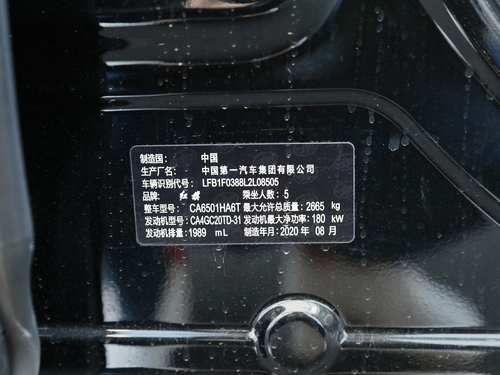 制造国： 中国
生产厂名： 中国第一汽车集团有限公司
车辆识别代号： LFB1F0388L2L08505
品牌： 红旗 乘坐人数：5
整车型号： CA6501HA6T 最大允许总质量：2665 kg
发动机型号：CA4GC20TD-31 发动机最大净功率：180 kW
发动机排量：1989 mL 制造年月：2020 年 08 月